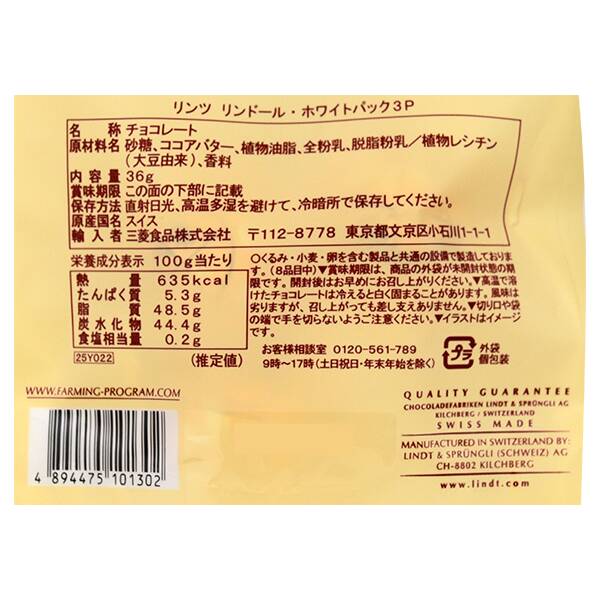 リンツ リンドール・ホワイトパック3P
名 称 チョコレート
原材料名 砂糖、ココアバター、植物油脂、全粉乳、脱脂粉乳／植物レシチン
（大豆由来）、香料
内 容 量 36g
賞味期限 この面の下部に記載
保存方法 直射日光、高温多湿を避けて、冷暗所で保存してください。
原産国名 スイス
輸 入 者 三菱食品株式会社 〒112-8778 東京都文京区小石川1-1-1
栄養成分表示 100g当たり
熱 量 635kcal
たんぱく質 5.3g
脂 質 48.5g
炭 水 化 物 44.4g
食塩相当量 0.2g
25Y022 (推定値)
〇くるみ・小麦・卵を含む製品と共通の設備で製造しておりま
す。(8品目中)▼賞味期限は、商品の外袋が未開封状態の期
限です。開封後はお早めにお召し上がりください。▼高温で溶
けたチョコレートは冷えると白く固まることがあります。風味は
劣りますが、召し上がっても差し支えありません。▼切り口や袋
の端で手を切らないようご注意ください。▼イラストはイメージ
です。
お客様相談室 0120-561-789
9時～17時(土日祝日・年末年始を除く)
プラ
外袋
個包装
WWW.FARMING-PROGRAM.COM
4 894475 101302
QUALITY GUARANTEE
CHOCOLADEFABRIKEN LINDT & SPRÜNGLI AG
KILCHBERG / SWITZERLAND
SWISS MADE
MANUFACTURED IN SWITZERLAND BY:
LINDT & SPRÜNGLI (SCHWEIZ) AG
CH-8802 KILCHBERG
www.lindt.com